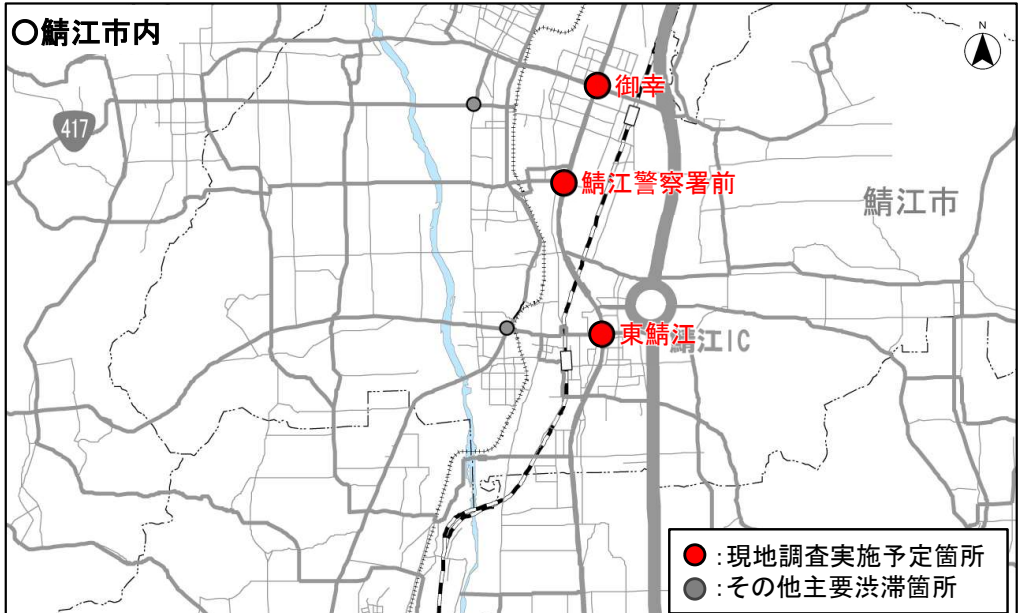 〇鯖江市内
N
御幸
417
鯖江警察署前
鯖江市
東鯖江
鯖江IC
:現地調査実施予定箇所
:その他主要渋滞箇所